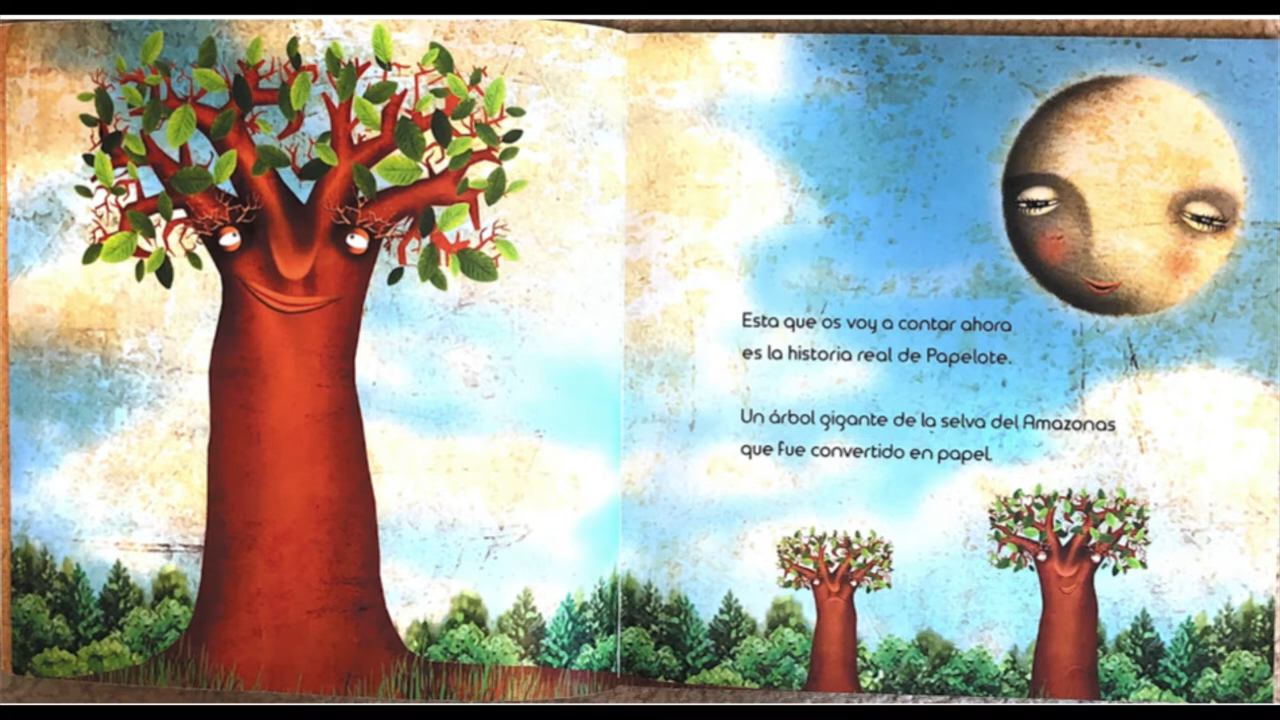 Esta que os voy a contar ahora
es la historia real de Papelote.
Un árbol gigante de la selva del Amazonas
que fue convertido en papel.